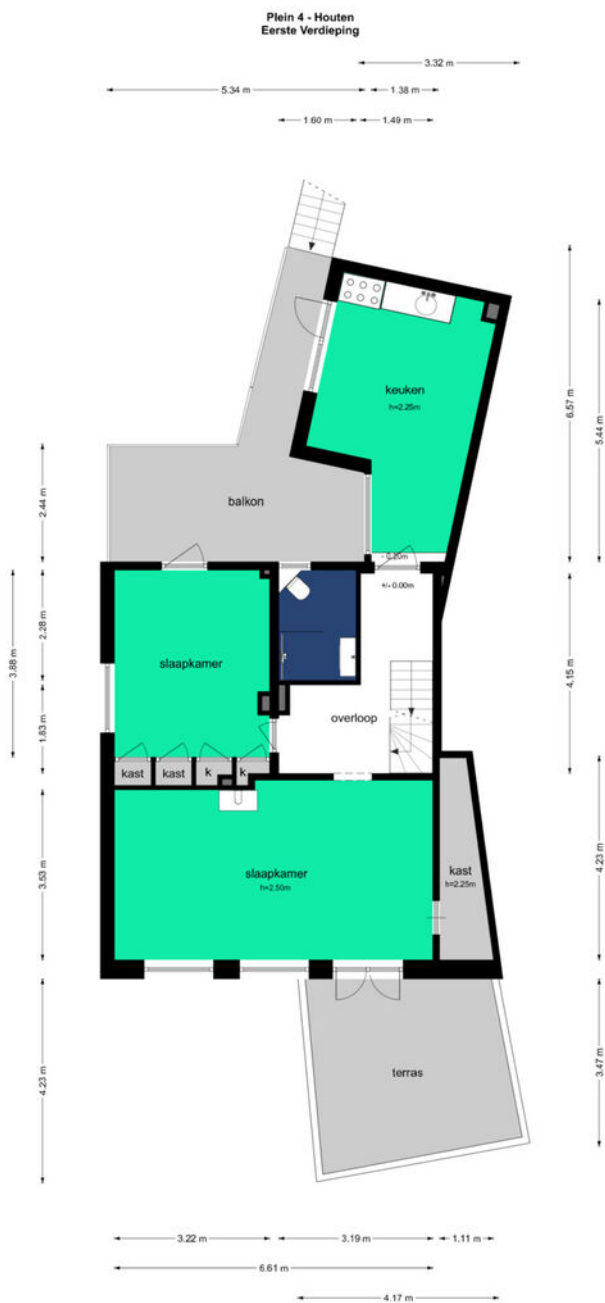 Plein 4 - Houten
Eerste Verdieping
3.32 m
5.34 m
1.38 m
1.60 m
1.49 m
keuken
h=2.25m
6.57 m
5.44 m
2.44 m
balkon
- 0.20m
+/- 0.00m
3.88 m
2.28 m
slaapkamer
4.15 m
1.83 m
overloop
kast
kast
k
k
3.53 m
slaapkamer
h=2.50m
kast
h=2.25m
4.23 m
4.23 m
terras
3.47 m
3.22 m
3.19 m
1.11 m
6.61 m
4.17 m